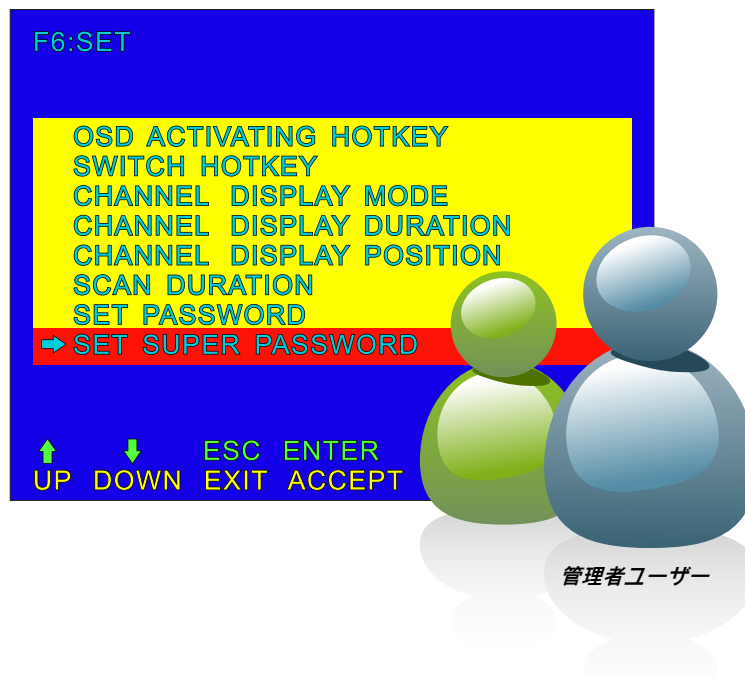 F6:SET
OSD ACTIVATING HOTKEY
SWITCH HOTKEY
CHANNEL DISPLAY MODE
CHANNEL DISPLAY DURATION
CHANNEL DISPLAY POSITION
SCAN DURATION
SET PASSWORD
SET SUPER PASSWORD
ESC ENTER
UP DOWN EXIT ACCEPT
管理者ユーザー